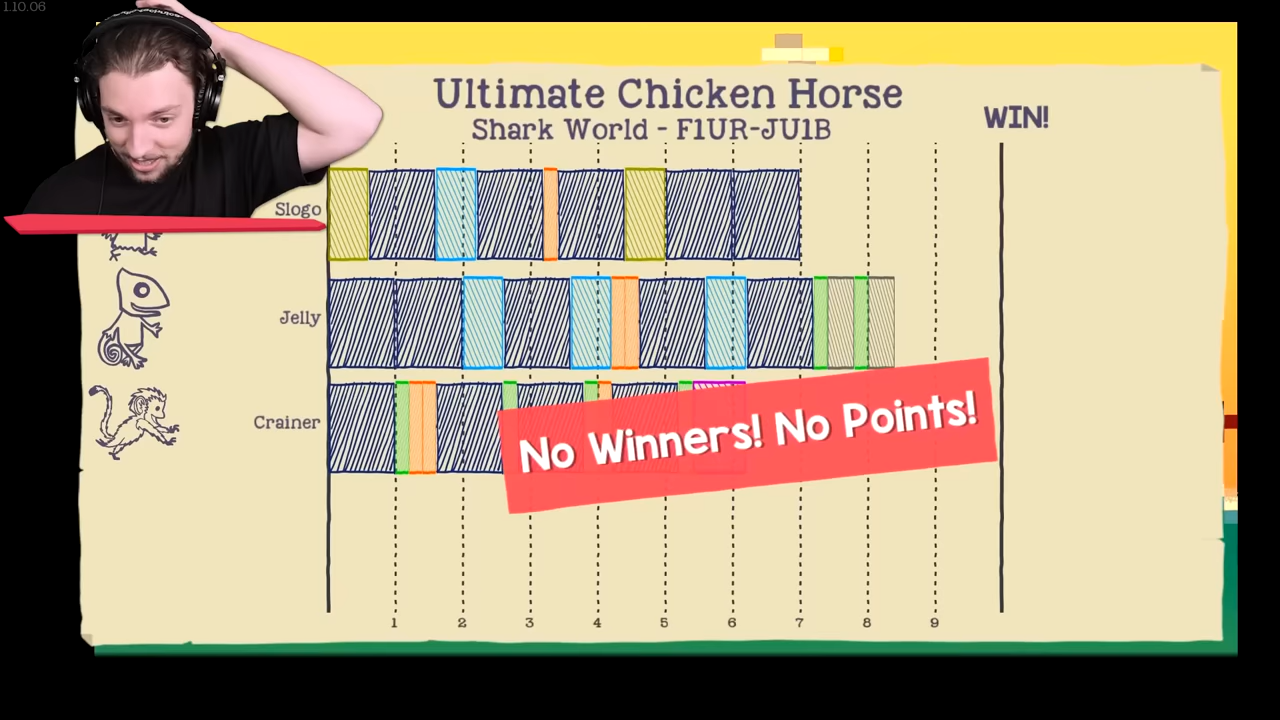 1.10.06
Ultimate Chicken Horse
Shark World - F1UR-JU1B
WIN!
Slogo
Jelly
Crainer
No Winners! No Points!
1 2 3 4 5 6 7 8 9